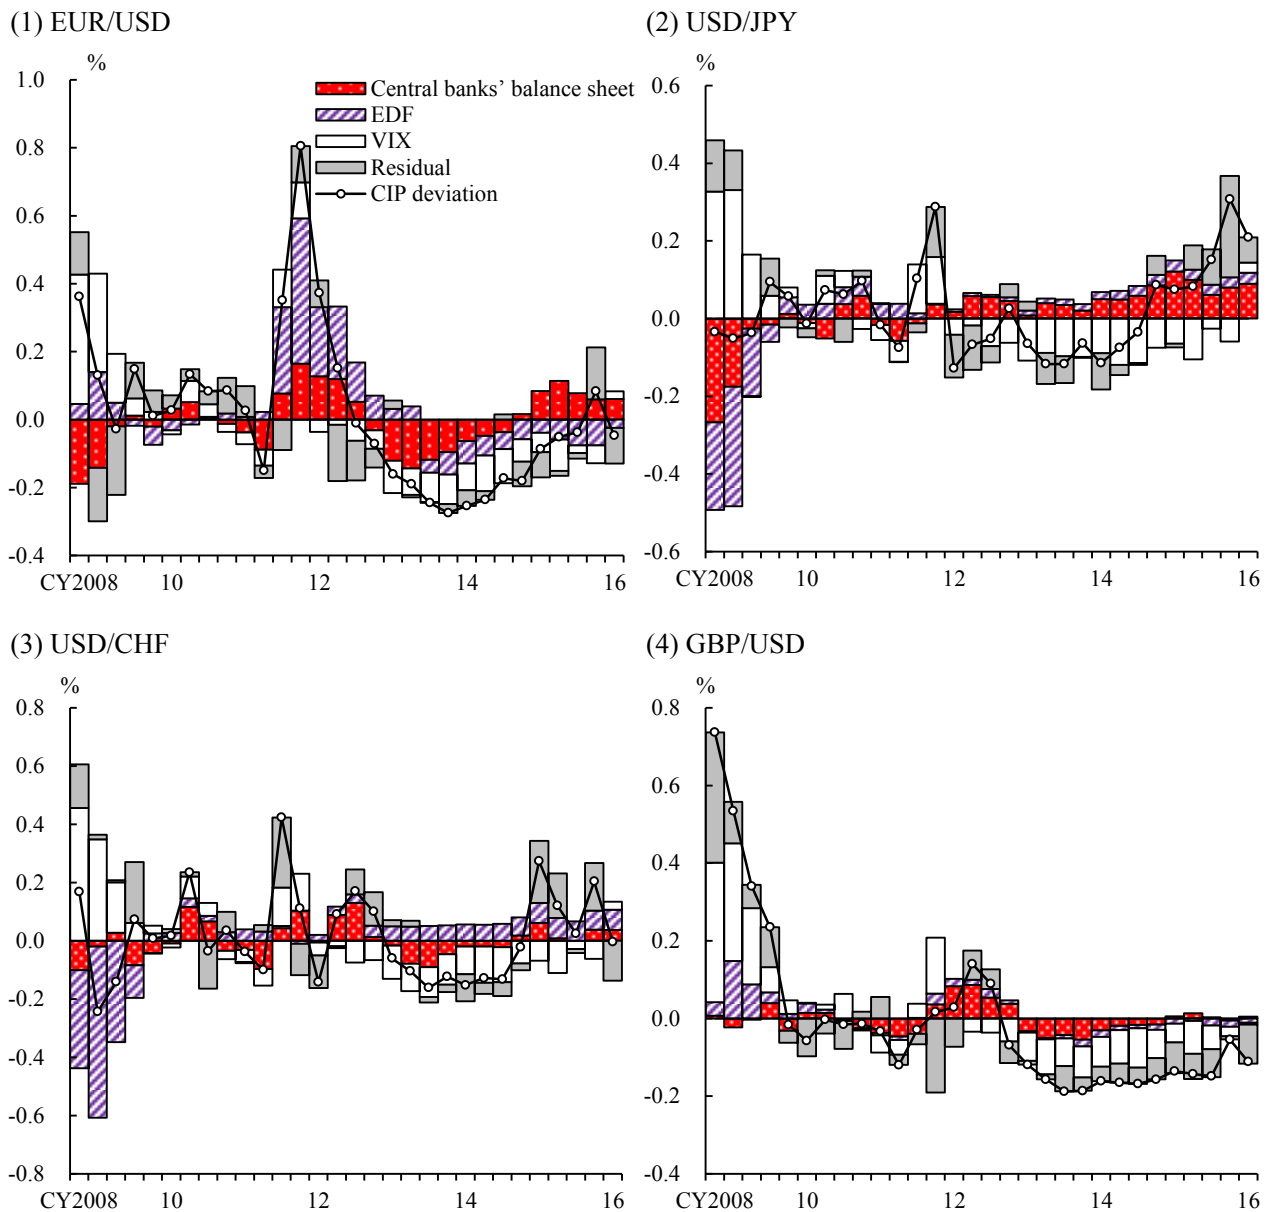 (1) EUR/USD
%
1.0
0.8
0.6
0.4
0.2
0.0
-0.2
-0.4
CY2008 10 12 14 16
Central banks' balance sheet
EDF
VIX
Residual
CIP deviation
(2) USD/JPY
%
0.6
0.4
0.2
0.0
-0.2
-0.4
-0.6
CY2008 10 12 14 16
(3) USD/CHF
%
0.8
0.6
0.4
0.2
0.0
-0.2
-0.4
-0.6
-0.8
CY2008 10 12 14 16
(4) GBP/USD
%
0.8
0.6
0.4
0.2
0.0
-0.2
-0.4
CY2008 10 12 14 16